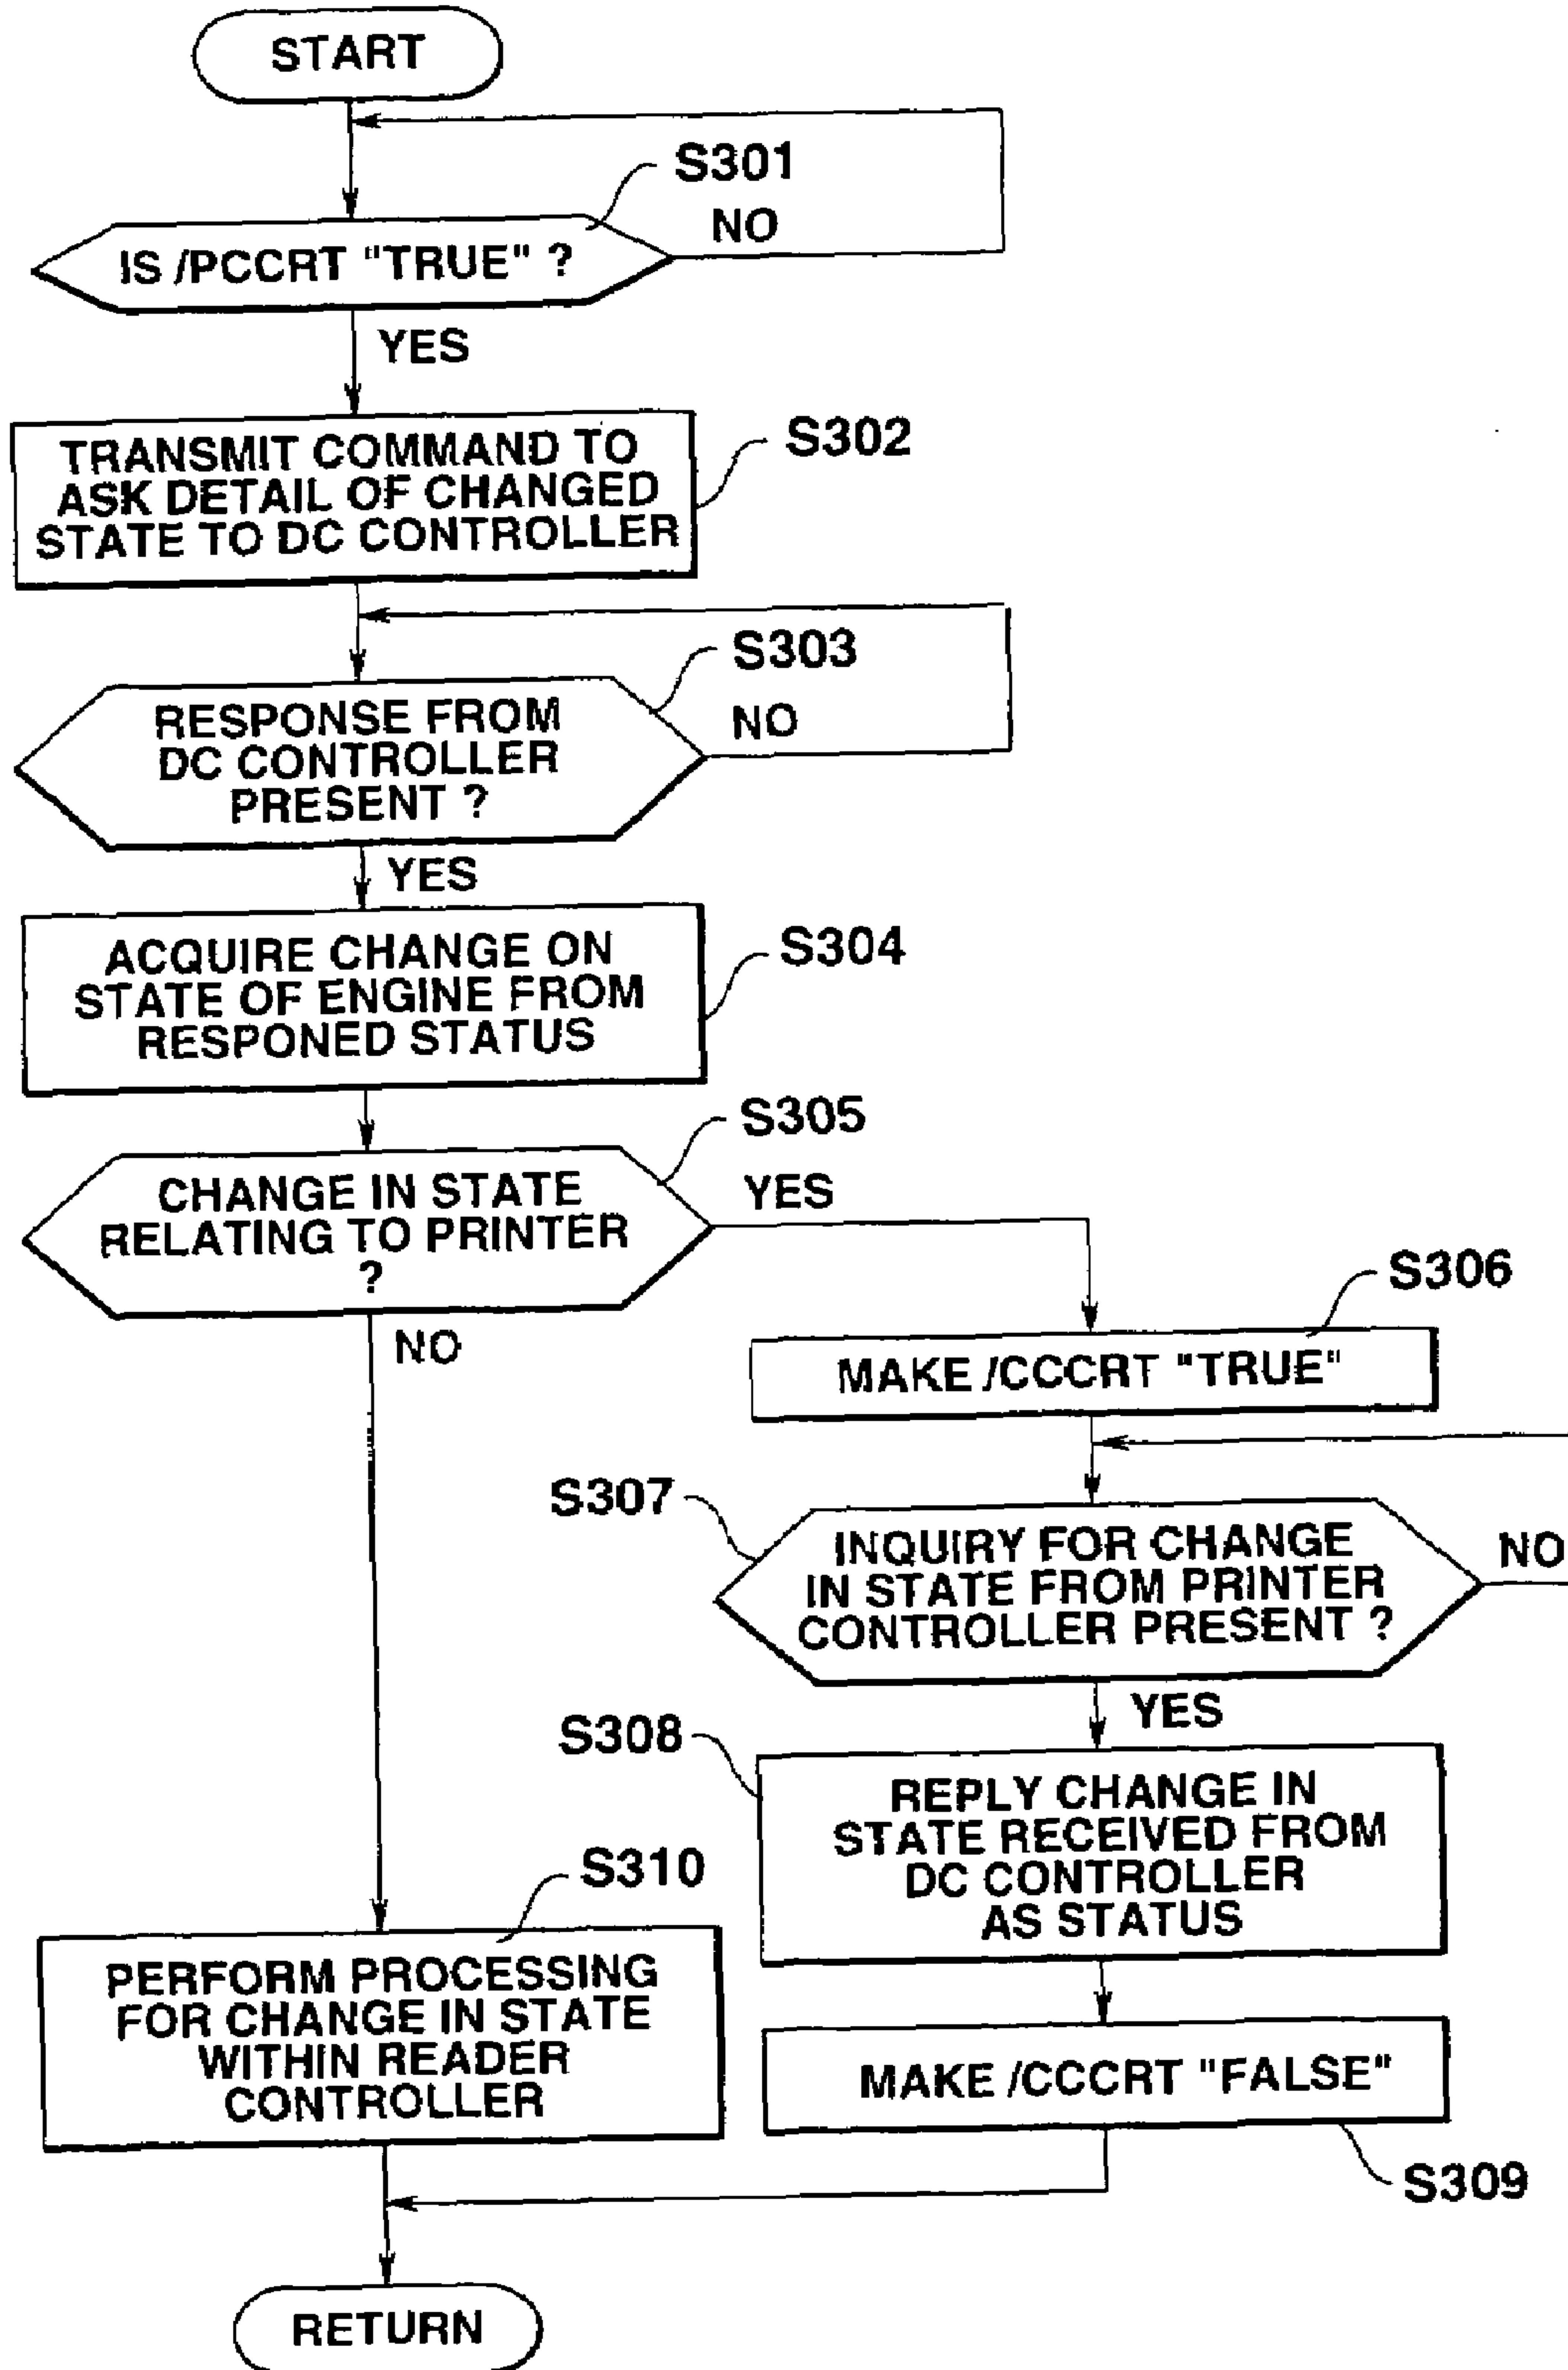 START
S301
NO
IS /PCCRT "TRUE" ?
YES
S302
TRANSMIT COMMAND TO
ASK DETAIL OF CHANGED
STATE TO DC CONTROLLER
S303
NO
RESPONSE FROM
DC CONTROLLER
PRESENT ?
YES
S304
ACQUIRE CHANGE ON
STATE OF ENGINE FROM
RESPONED STATUS
S305
YES
CHANGE IN STATE
RELATING TO PRINTER
?
NO
S306
MAKE /CCCRT "TRUE"
S307
INQUIRY FOR CHANGE
IN STATE FROM PRINTER
CONTROLLER PRESENT ?
NO
YES
S308
REPLY CHANGE IN
STATE RECEIVED FROM
DC CONTROLLER
AS STATUS
S310
PERFORM PROCESSING
FOR CHANGE IN STATE
WITHIN READER
CONTROLLER
MAKE /CCCRT "FALSE"
S309
RETURN